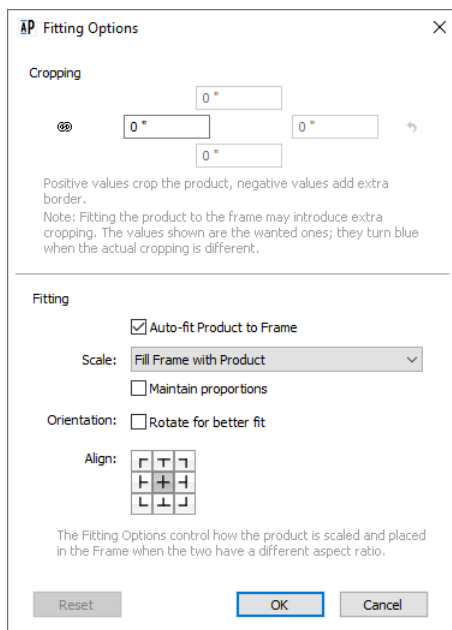 AP Fitting Options
Cropping
0 "
0 "
0 "
0 "
Positive values crop the product, negative values add extra
border.
Note: Fitting the product to the frame may introduce extra
cropping. The values shown are the wanted ones; they turn blue
when the actual cropping is different.
Fitting
Auto-fit Product to Frame
Scale: Fill Frame with Product
Maintain proportions
Orientation: Rotate for better fit
Align:
The Fitting Options control how the product is scaled and placed
in the Frame when the two have a different aspect ratio.
Reset OK Cancel